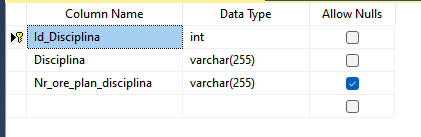 Column Name Data Type Allow Nulls
Id_Disciplina int
Disciplina varchar(255)
Nr_ore_plan_disciplina varchar(255)